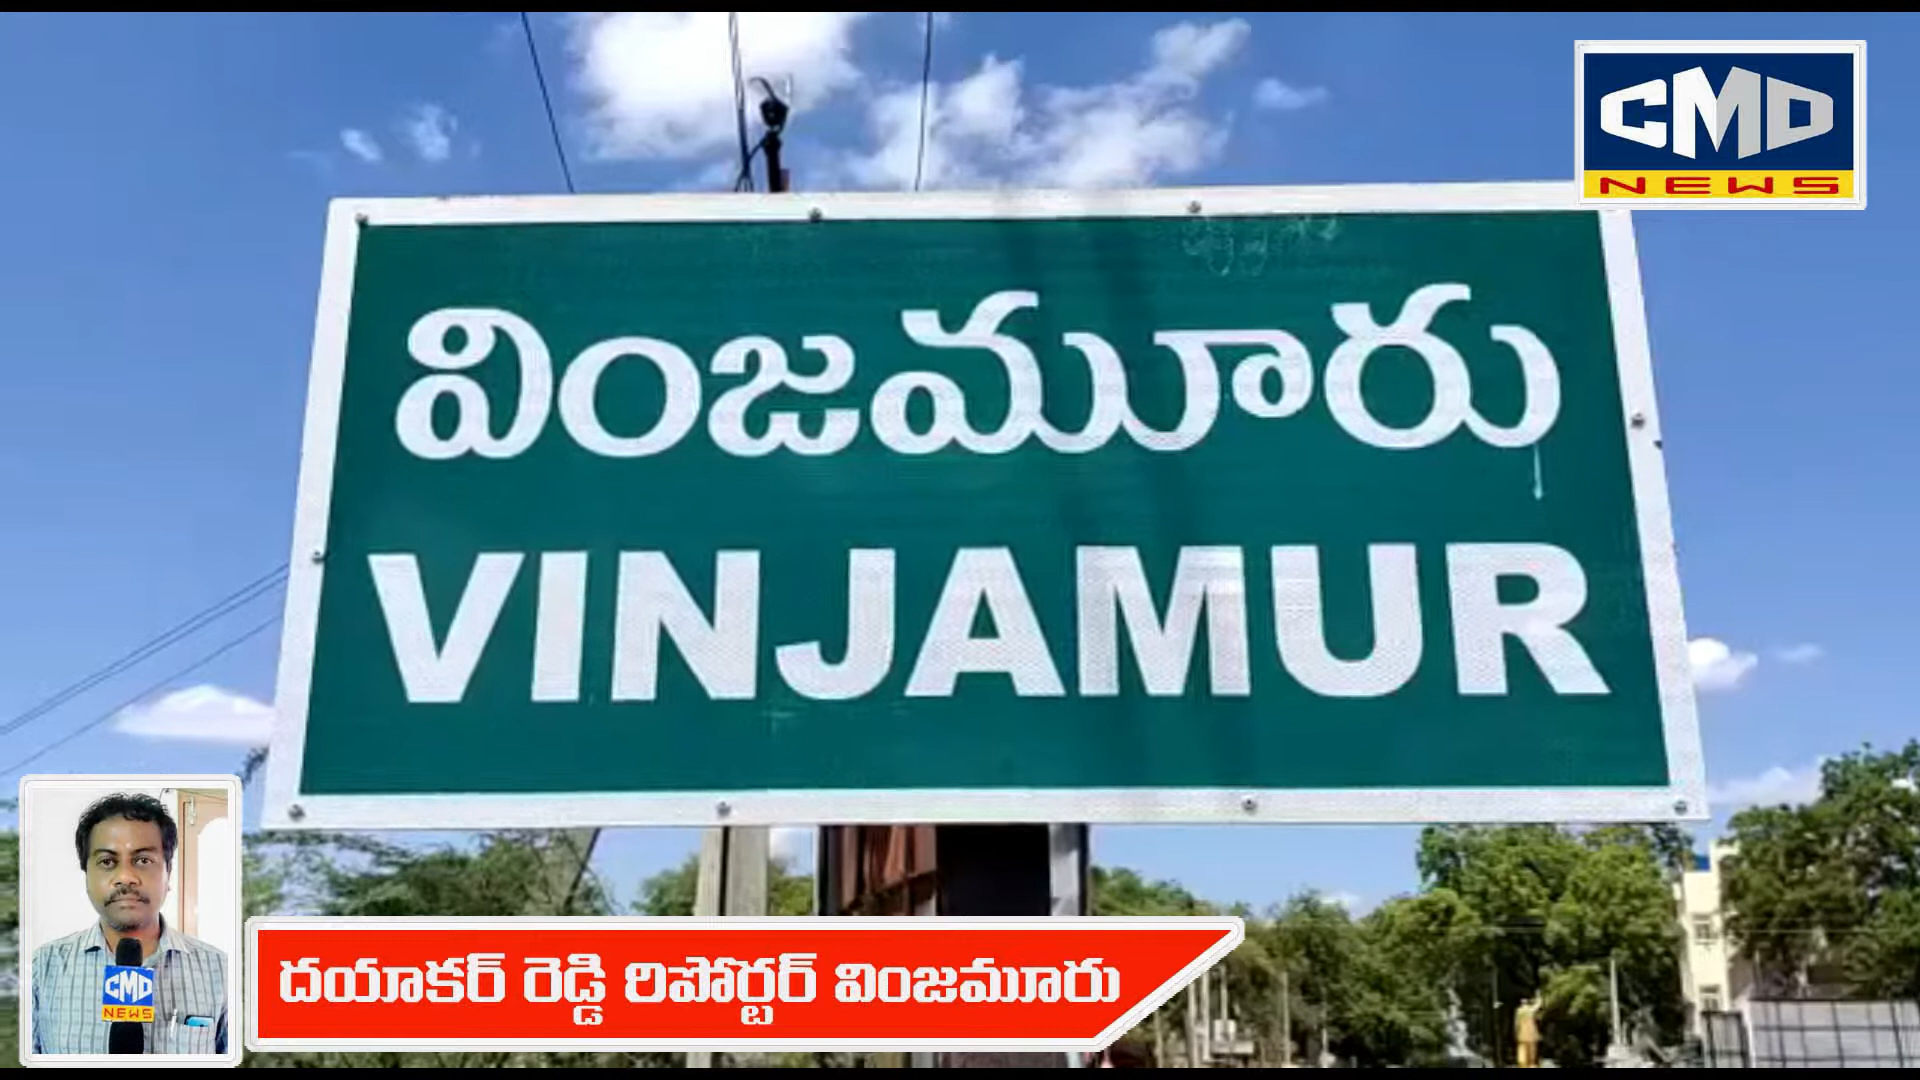 CMD
NEWS
వింజమూరు
VINJAMUR
CMD
NEWS
దయాకర్ రెడ్డి రిపోర్టర్ వింజమూరు